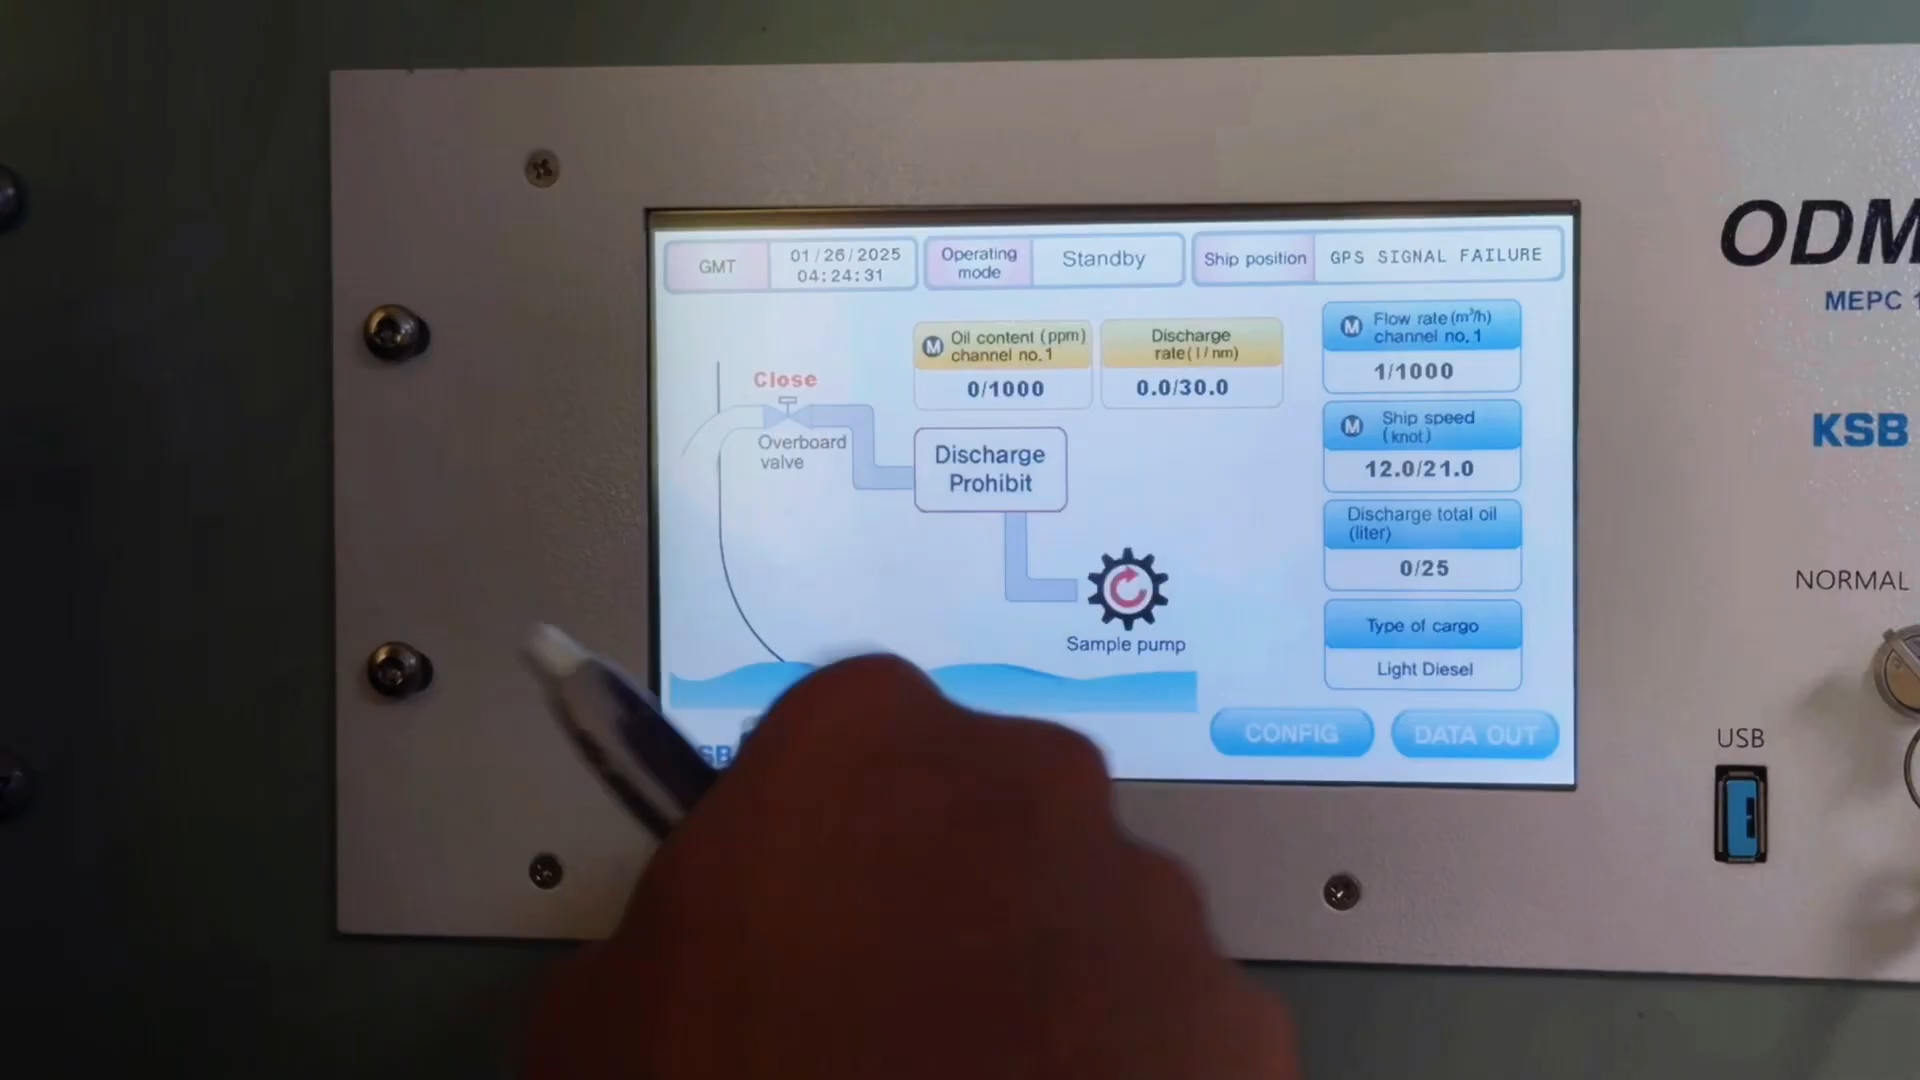 GMT
01/26/2025
04:24:31
Operating
mode
Standby
Ship position
GPS SIGNAL FAILURE
Oil content (ppm)
M channel no.1
0/1000
Discharge
rate(l/nm)
0.0/30.0
M Flow rate(m³/h)
channel no.1
1/1000
M Ship speed
(knot)
12.0/21.0
Discharge total oil
(liter)
0/25
Type of cargo
Light Diesel
CONFIG
DATA OUT
Close
Overboard
valve
Discharge
Prohibit
Sample pump
SB
ODM
MEPC 1
KSB
NORMAL
USB